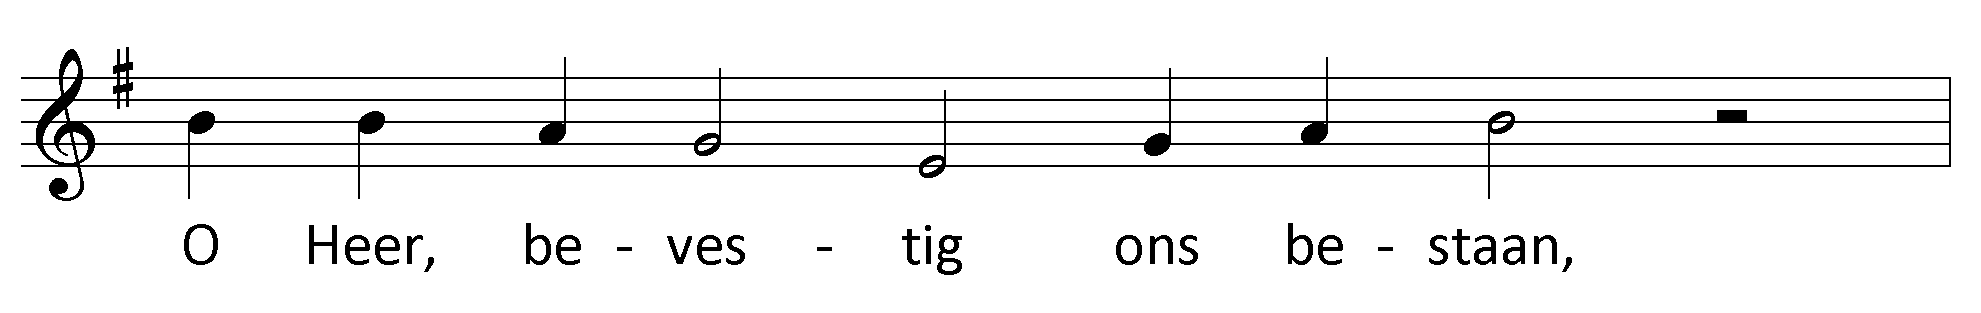 O Heer, be - ves - tig ons be - staan,